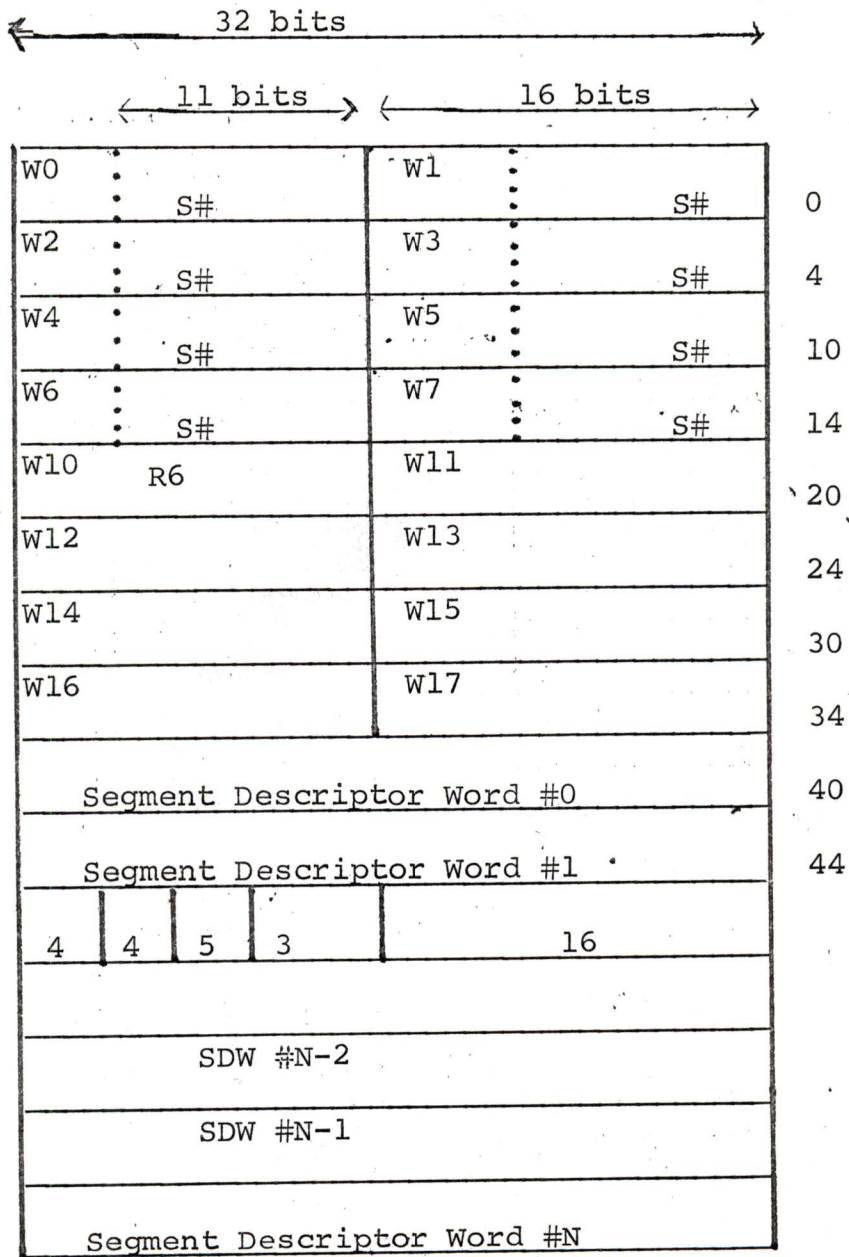 32 bits
11 bits 16 bits
W0 W1
S# S# 0
W2 W3
S# S# 4
W4 W5
S# S# 10
W6 W7
S# S# 14
W10 R6 W11
20
W12 W13
24
W14 W15
30
W16 W17
34
Segment Descriptor Word #0 40
Segment Descriptor Word #1 44
4 4 5 3 16
SDW #N-2
SDW #N-1
Segment Descriptor Word #N